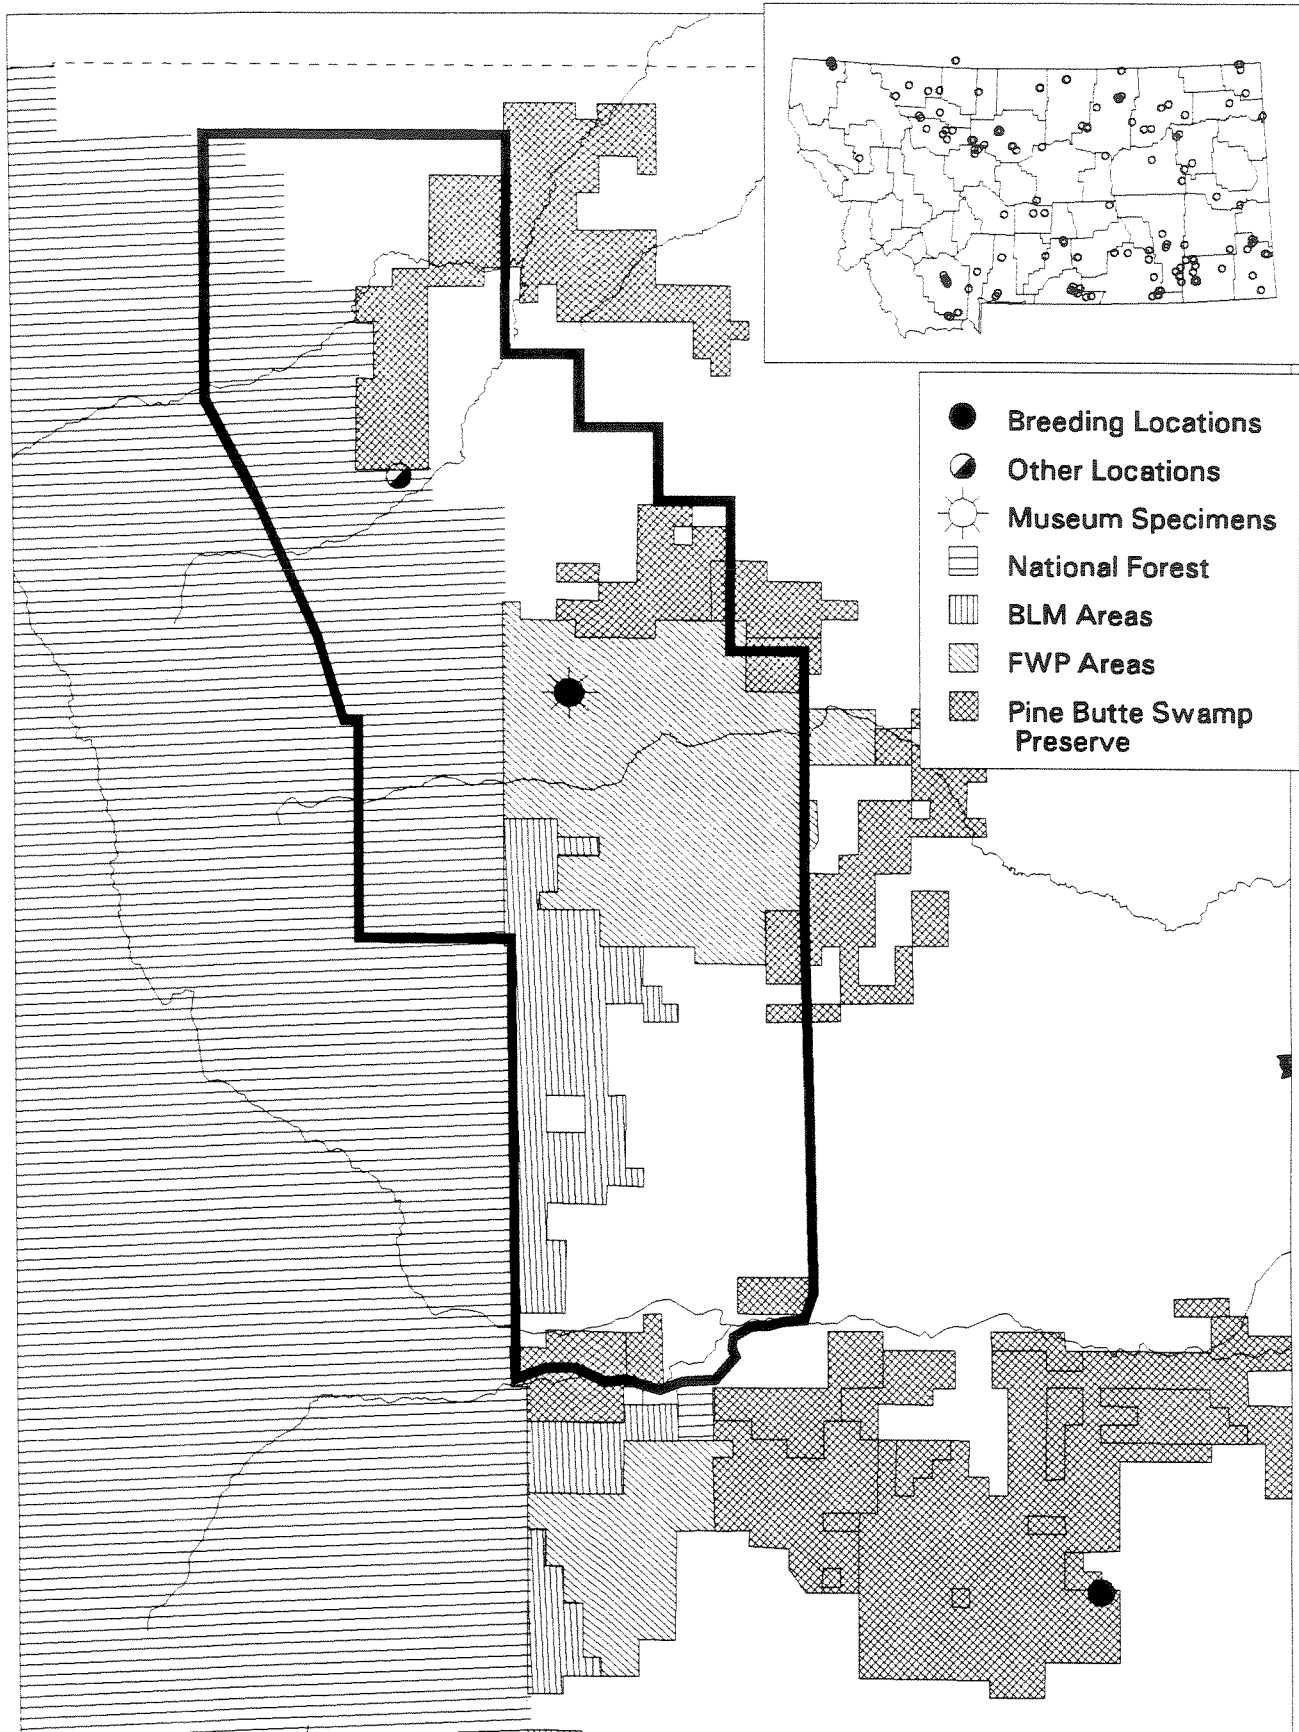 Breeding Locations
Other Locations
Museum Specimens
National Forest
BLM Areas
FWP Areas
Pine Butte Swamp
Preserve